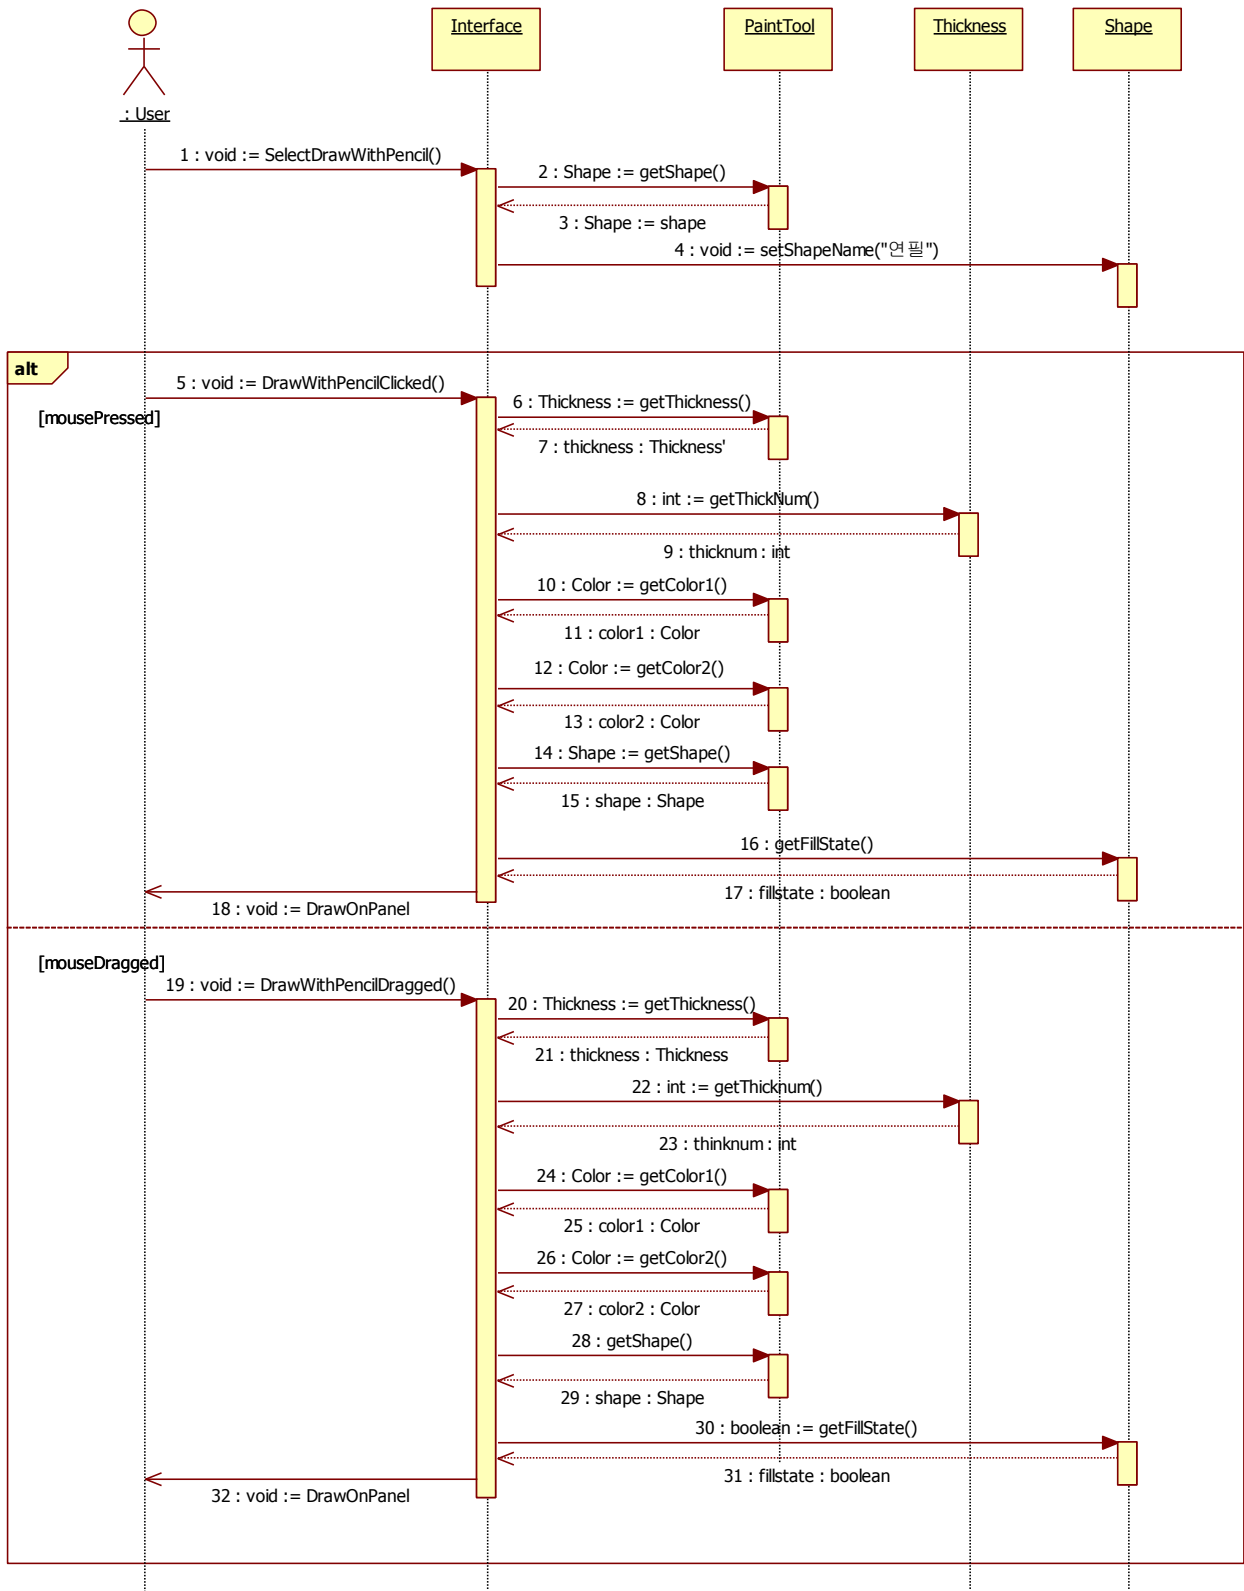 Interface
PaintTool
Thickness
Shape
: User
1 : void := SelectDrawWithPencil()
2 : Shape := getShape()
3 : Shape := shape
4 : void := setShapeName("연필")
alt
5 : void := DrawWithPencilClicked()
[mousePressed]
6 : Thickness := getThickness()
7 : thickness : Thickness'
8 : int := getThickNum()
9 : thicknum : int
10 : Color := getColor1()
11 : color1 : Color
12 : Color := getColor2()
13 : color2 : Color
14 : Shape := getShape()
15 : shape : Shape
16 : getFillState()
17 : fillstate : boolean
18 : void := DrawOnPanel
[mouseDragged]
19 : void := DrawWithPencilDragged()
20 : Thickness := getThickness()
21 : thickness : Thickness
22 : int := getThicknum()
23 : thinknum : int
24 : Color := getColor1()
25 : color1 : Color
26 : Color := getColor2()
27 : color2 : Color
28 : getShape()
29 : shape : Shape
30 : boolean := getFillState()
31 : fillstate : boolean
32 : void := DrawOnPanel